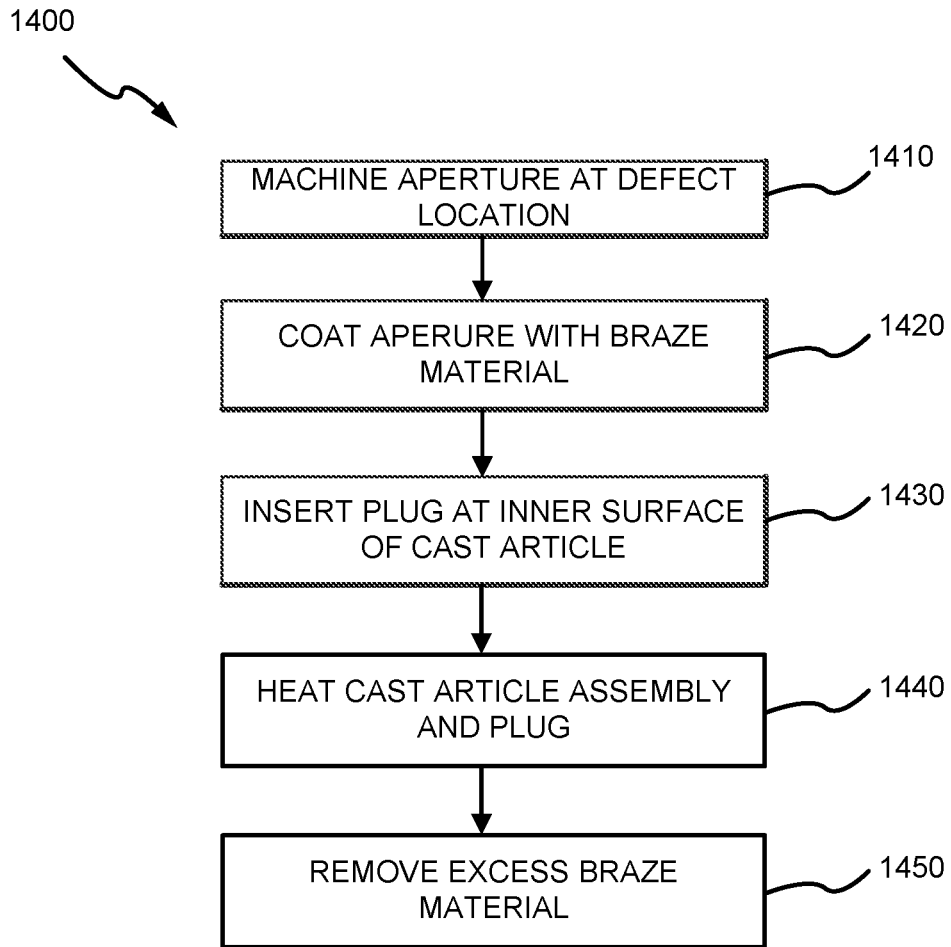 1400
MACHINE APERTURE AT DEFECT
LOCATION
1410
COAT APERURE WITH BRAZE
MATERIAL
1420
INSERT PLUG AT INNER SURFACE
OF CAST ARTICLE
1430
HEAT CAST ARTICLE ASSEMBLY
AND PLUG
1440
REMOVE EXCESS BRAZE
MATERIAL
1450